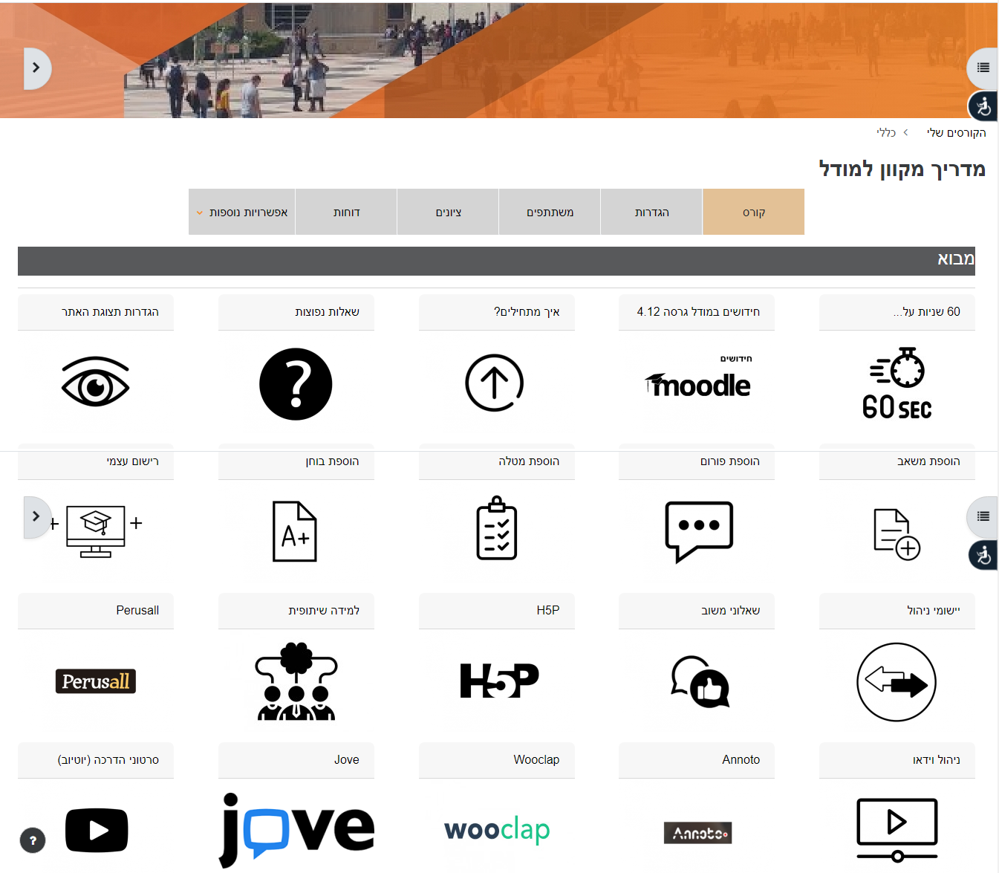 הקורסים שלי > כללי
מדריך מקוון למודל
קורס
הגדרות
משתתפים
ציונים
דוחות
אפשרויות נוספות
מבוא
60 שניות על...
חידושים במודל גרסה 4.12
איך מתחילים?
שאלות נפוצות
הגדרות תצוגת האתר
60 SEC
חידושים
moodle
?
הוספת משאב
הוספת פורום
הוספת מטלה
הוספת בוחן
רישום עצמי
A+
יישומי ניהול
שאלוני משוב
H5P
למידה שיתופית
Perusall
H5P
Perusall
ניהול וידאו
Annoto
Wooclap
Jove
סרטוני הדרכה (יוטיוב)
Annoto
wooclap
jove
?